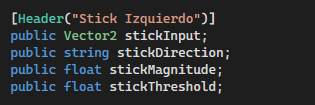 [Header("Stick Izquierdo")]
public Vector2 stickInput;
public string stickDirection;
public float stickMagnitude;
public float stickThreshold;